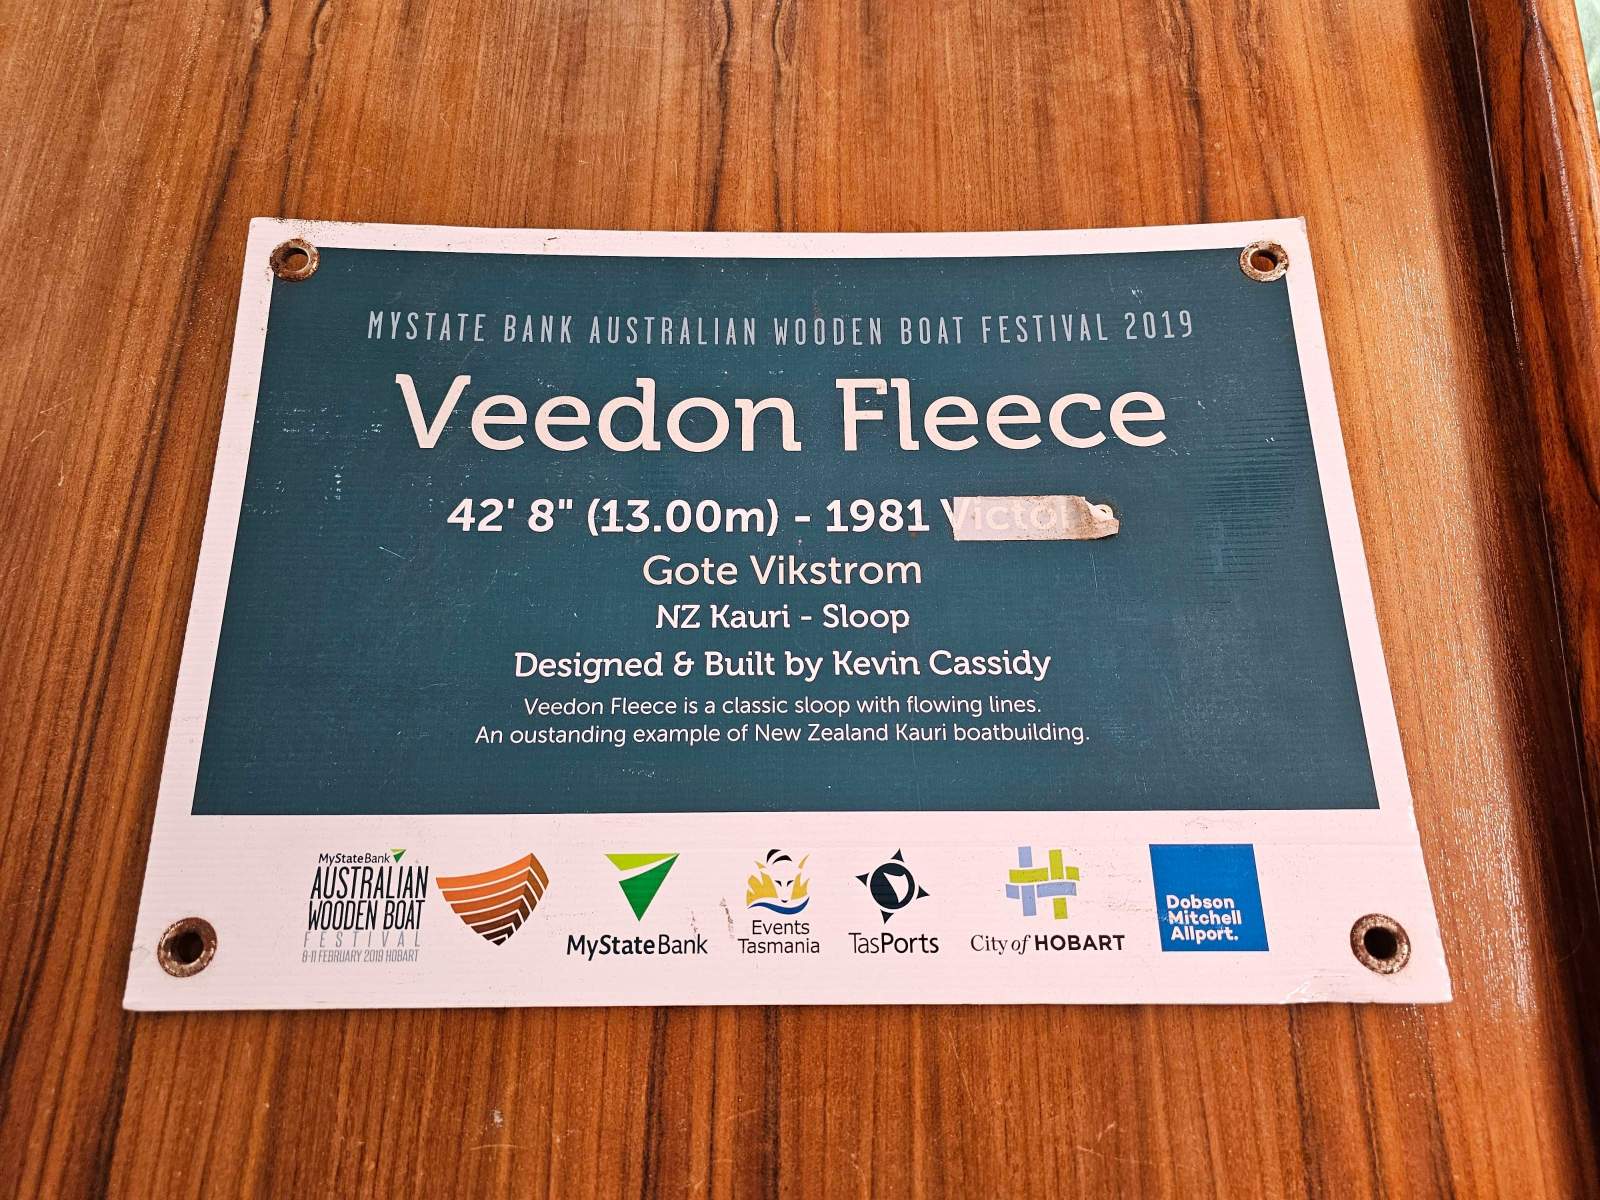 MYSTATE BANK AUSTRALIAN WOODEN BOAT FESTIVAL 2019
Veedon Fleece
42' 8" (13.00m) - 1981
Gote Vikstrom
NZ Kauri - Sloop
Designed & Built by Kevin Cassidy
Veedon Fleece is a classic sloop with flowing lines.
An oustanding example of New Zealand Kauri boatbuilding.
MyStateBank
AUSTRALIAN
WOODEN BOAT
FESTIVAL
8-11 FEBRUARY 2019 HOBART
MyStateBank
Events
Tasmania
TasPorts
City of HOBART
Dobson
Mitchell
Allport.